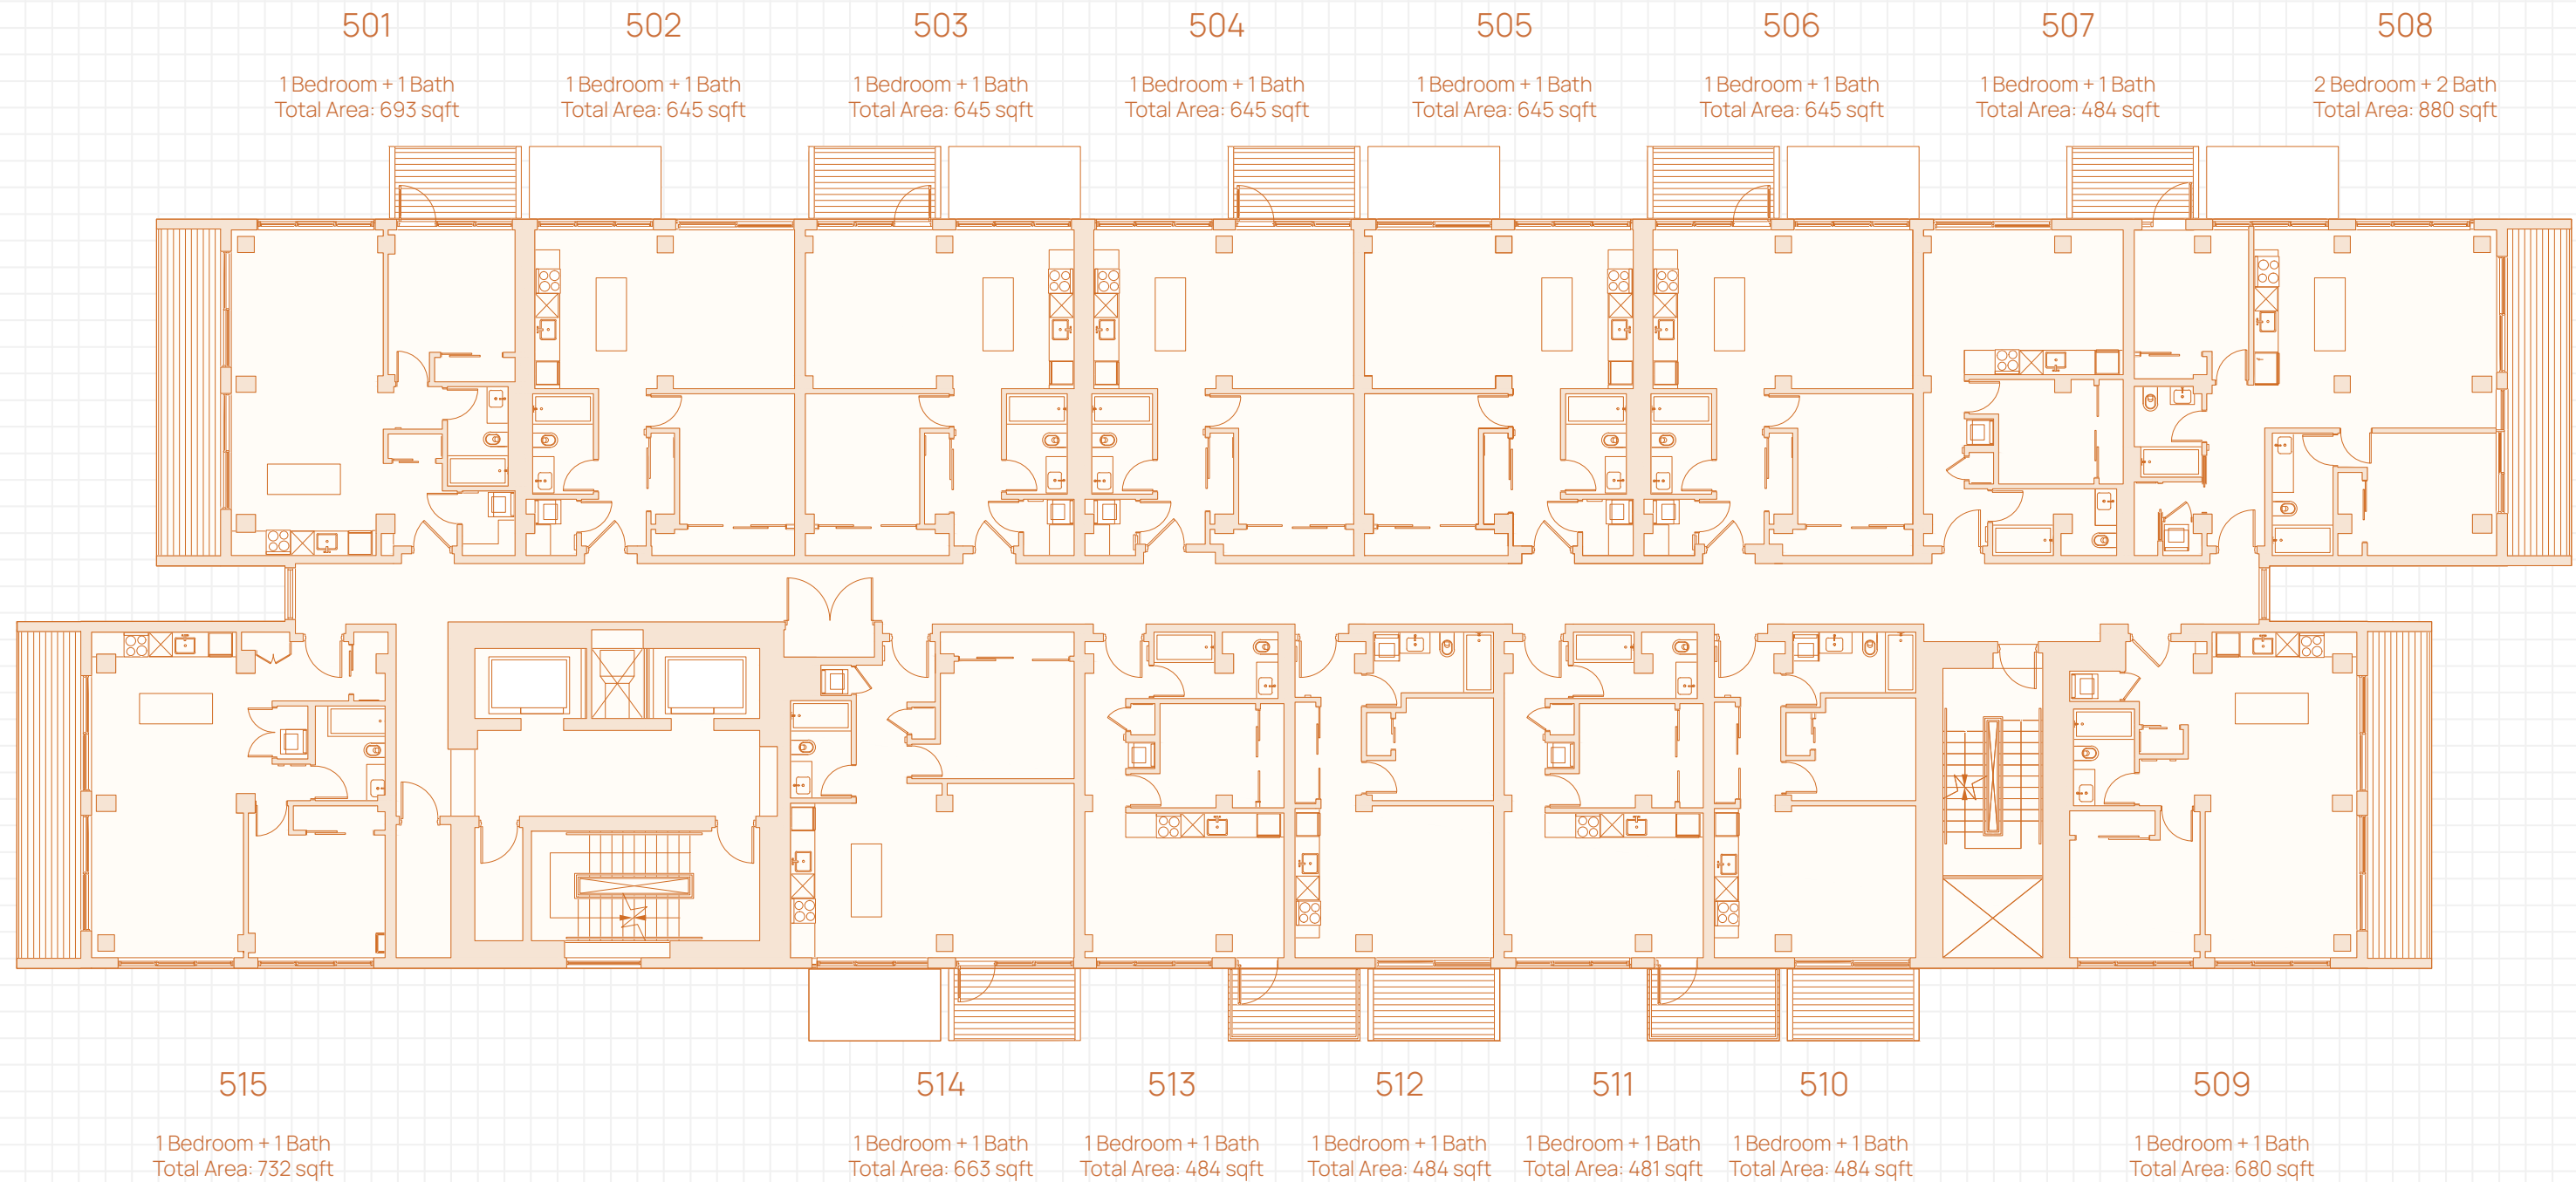 501
502
503
504
505
506
507
508
1 Bedroom + 1 Bath
Total Area: 693 sqft
1 Bedroom + 1 Bath
Total Area: 645 sqft
1 Bedroom + 1 Bath
Total Area: 645 sqft
1 Bedroom + 1 Bath
Total Area: 645 sqft
1 Bedroom + 1 Bath
Total Area: 645 sqft
1 Bedroom + 1 Bath
Total Area: 645 sqft
1 Bedroom + 1 Bath
Total Area: 484 sqft
2 Bedroom + 2 Bath
Total Area: 880 sqft
515
514
513
512
511
510
509
1 Bedroom + 1 Bath
Total Area: 732 sqft
1 Bedroom + 1 Bath
Total Area: 663 sqft
1 Bedroom + 1 Bath
Total Area: 484 sqft
1 Bedroom + 1 Bath
Total Area: 484 sqft
1 Bedroom + 1 Bath
Total Area: 481 sqft
1 Bedroom + 1 Bath
Total Area: 484 sqft
1 Bedroom + 1 Bath
Total Area: 680 sqft